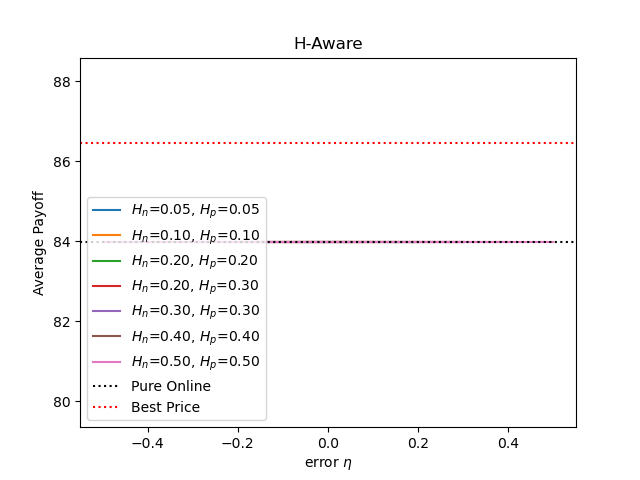 H-Aware
Average Payoff
88
86
84
82
80
H_n=0.05, H_p=0.05
H_n=0.10, H_p=0.10
H_n=0.20, H_p=0.20
H_n=0.20, H_p=0.30
H_n=0.30, H_p=0.30
H_n=0.40, H_p=0.40
H_n=0.50, H_p=0.50
Pure Online
Best Price
−0.4 −0.2 0.0 0.2 0.4
error η